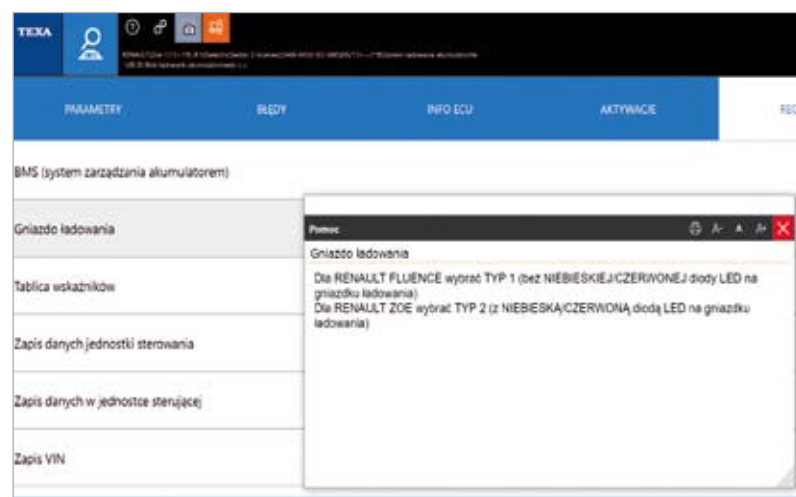 TEXA
PARAMETRY
BŁĘDY
INFO ECU
AKTYWACJE
REG
BMS (system zarządzania akumulatorem)
Gniazdo ładowania
Tablica wskaźników
Zapis danych jednostki sterowania
Zapis danych w jednostce sterującej
Zapis VIN
Pomoc
A- A A+
Gniazdo ładowania
Dla RENAULT FLUENCE wybrać TYP 1 (bez NIEBIESKIEJ/CZERWONEJ diody LED na
gniazdku ładowania)
Dla RENAULT ZOE wybrać TYP 2 (z NIEBIESKĄ/CZERWONĄ diodą LED na gniazdku
ładowania)